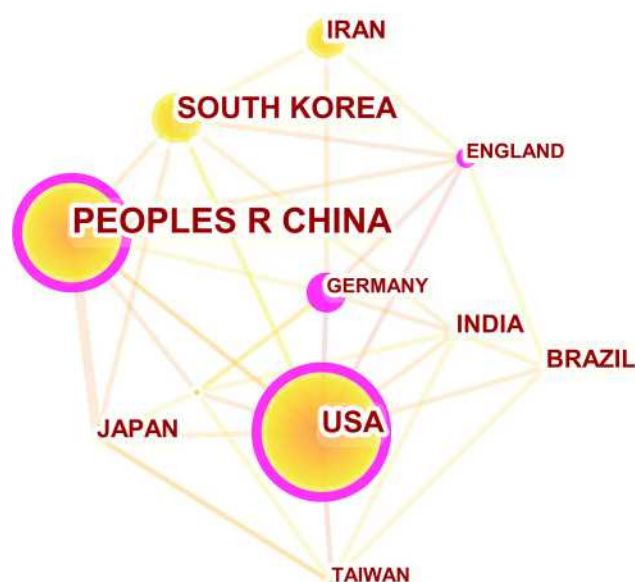 IRAN
SOUTH KOREA
ENGLAND
PEOPLES R CHINA
GERMANY
INDIA
BRAZIL
USA
JAPAN
TAIWAN